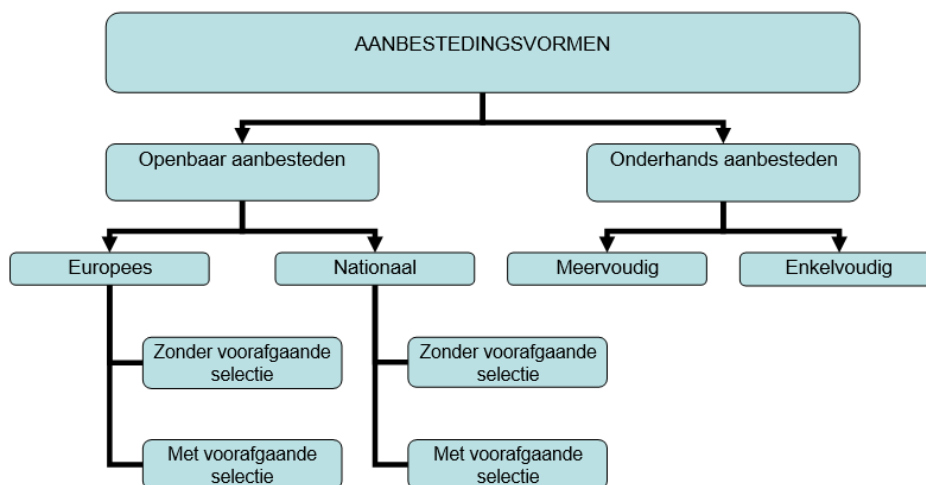 AANBESTEDINGSVORMEN
Openbaar aanbesteden
Onderhands aanbesteden
Europees
Nationaal
Meervoudig
Enkelvoudig
Zonder voorafgaande
selectie
Zonder voorafgaande
selectie
Met voorafgaande
selectie
Met voorafgaande
selectie